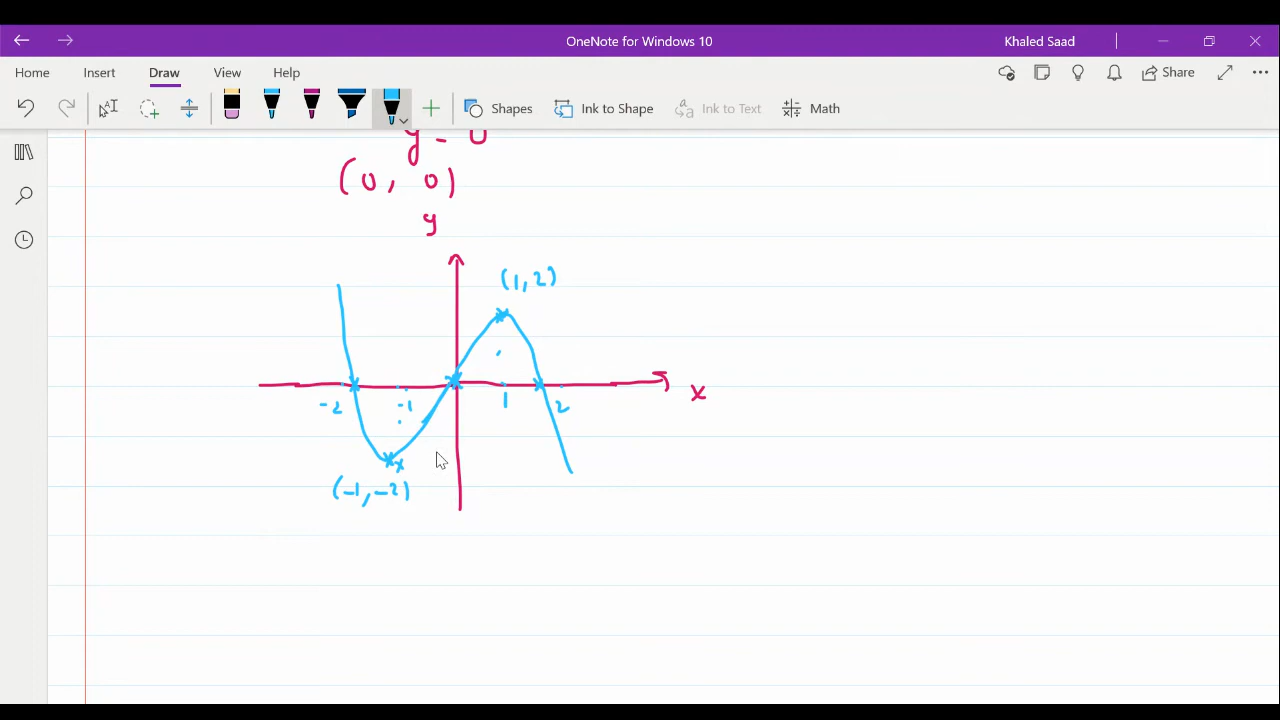 OneNote for Windows 10
Khaled Saad
Home Insert Draw View Help
Share
Shapes Ink to Shape Ink to Text Math
y = 0
(0, 0)
y
(1, 2)
x
-2 -1 1 2
(-1, -2)